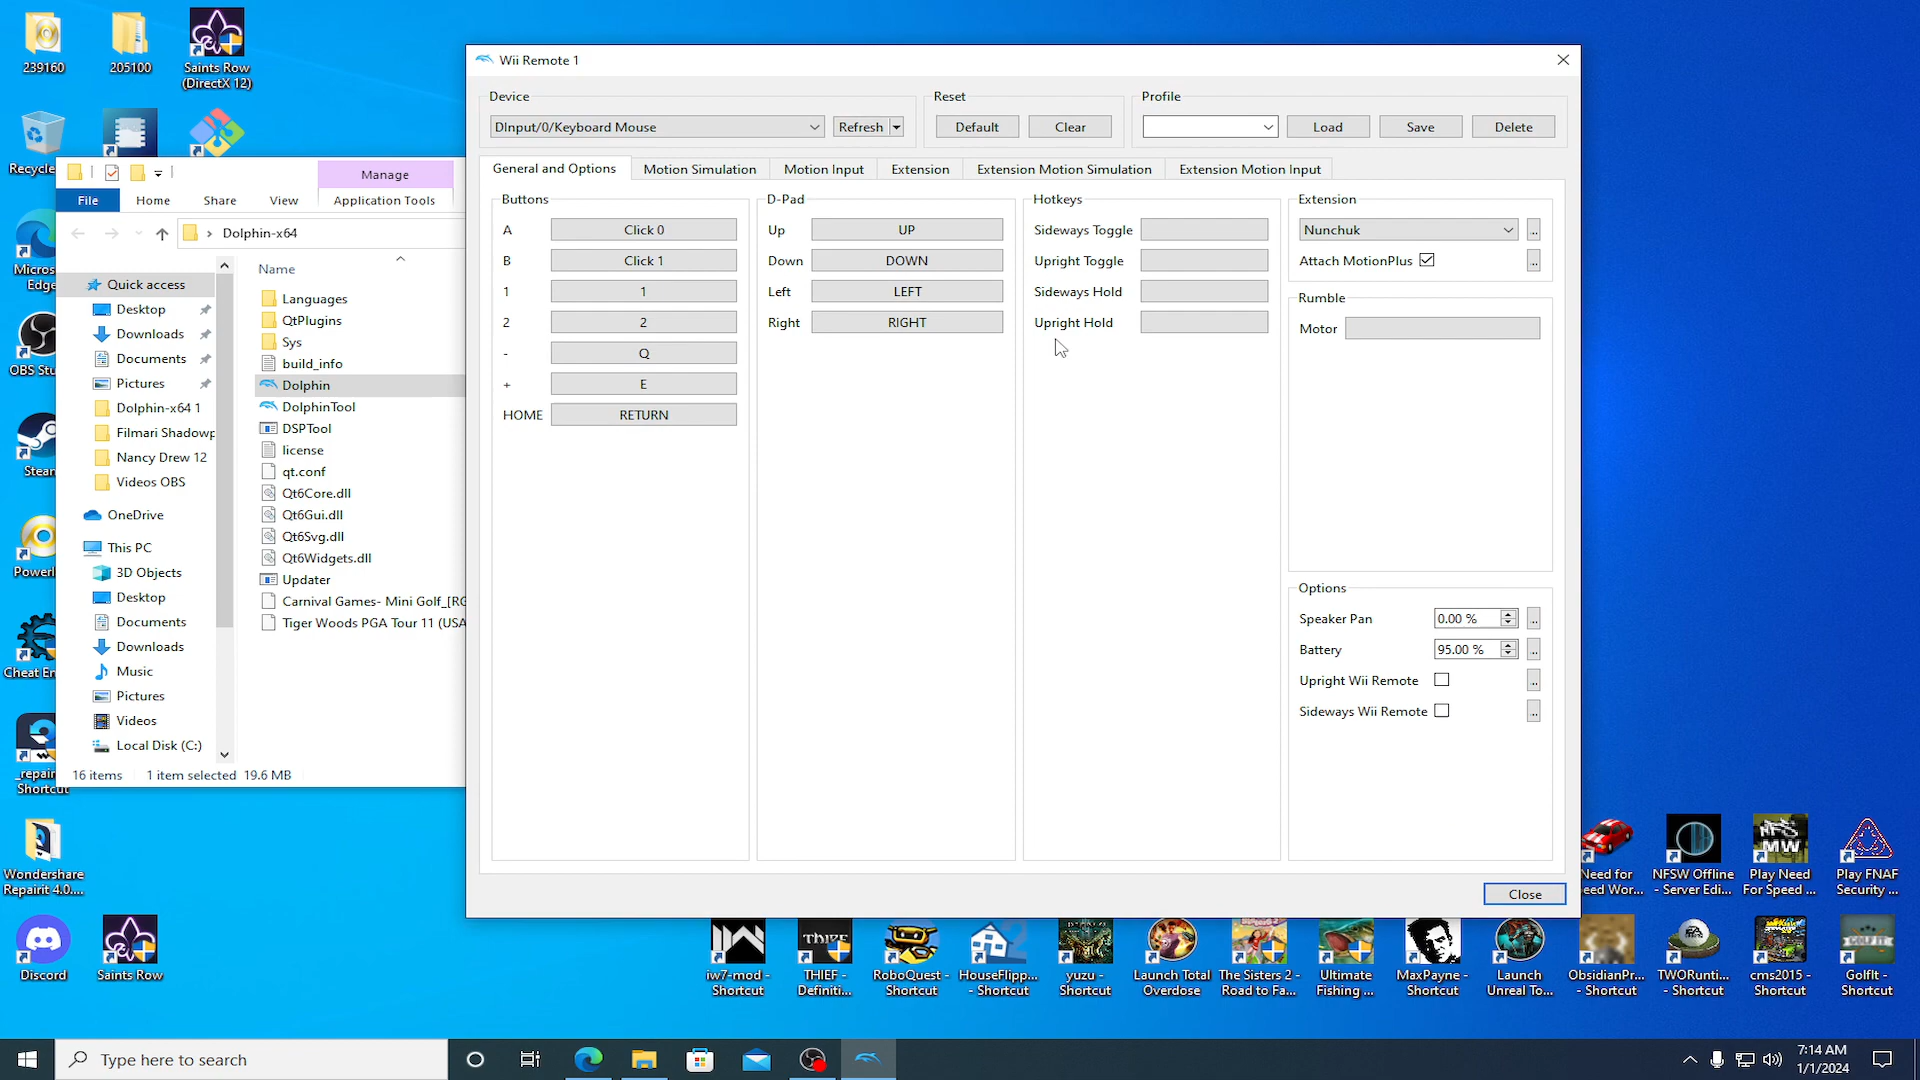 239160
205100
Saints Row
(DirectX 12)
Recycle
Micros
Edge
OBS Stu
Steam
Powerl
Cheat En
_repair
Shortcut
Wondershare
Repairit 4.0....
Discord
Saints Row
Manage
File
Home
Share
View
Application Tools
Dolphin-x64
Name
Quick access
Desktop
Downloads
Documents
Pictures
Dolphin-x64 1
Filmari Shadowp
Nancy Drew 12
Videos OBS
OneDrive
This PC
3D Objects
Desktop
Documents
Downloads
Music
Pictures
Videos
Local Disk (C:)
Languages
QtPlugins
Sys
build_info
Dolphin
DolphinTool
DSPTool
license
qt.conf
Qt6Core.dll
Qt6Gui.dll
Qt6Svg.dll
Qt6Widgets.dll
Updater
Carnival Games- Mini Golf_[RG
Tiger Woods PGA Tour 11 (USA
16 items
1 item selected 19.6 MB
Wii Remote 1
Device
DInput/0/Keyboard Mouse
Refresh
Reset
Default
Clear
Profile
Load
Save
Delete
General and Options
Motion Simulation
Motion Input
Extension
Extension Motion Simulation
Extension Motion Input
Buttons
A Click 0
B Click 1
1 1
2 2
- Q
+ E
HOME RETURN
D-Pad
Up UP
Down DOWN
Left LEFT
Right RIGHT
Hotkeys
Sideways Toggle
Upright Toggle
Sideways Hold
Upright Hold
Extension
Nunchuk ...
Attach MotionPlus ...
Rumble
Motor
Options
Speaker Pan 0.00 % ...
Battery 95.00 % ...
Upright Wii Remote ...
Sideways Wii Remote ...
Close
Need for
eed Wor...
NFSW Offline
- Server Edi...
NFS
MW
Play Need
For Speed ...
Play FNAF
Security ...
iw7-mod -
Shortcut
THIEF
THIEF -
Definiti...
RoboQuest -
Shortcut
2
HouseFlipp...
- Shortcut
yuzu -
Shortcut
Launch Total
Overdose
The Sisters 2 -
Road to Fa...
Ultimate
Fishing ...
MaxPayne -
Shortcut
Launch
Unreal To...
ObsidianPr...
- Shortcut
EA
TWORunti...
- Shortcut
cms2015 -
Shortcut
GOLF IT
GolfIt -
Shortcut
Type here to search
7:14 AM
1/1/2024